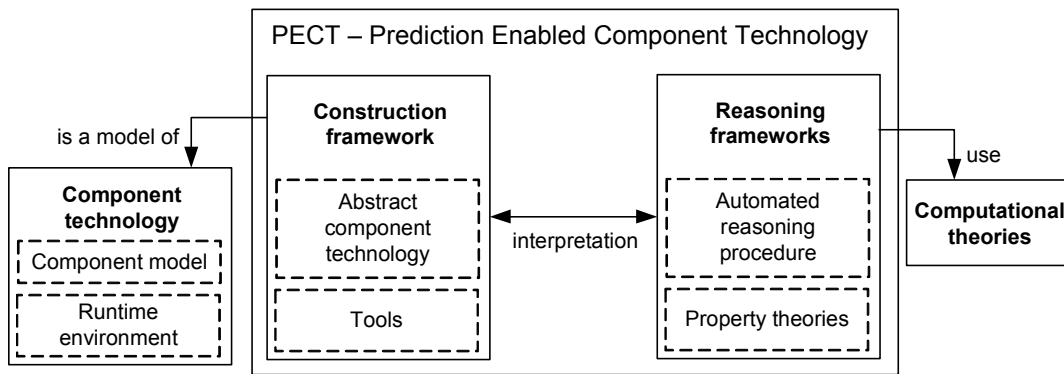 PECT – Prediction Enabled Component Technology
Construction
framework
Abstract
component
technology
Tools
Reasoning
frameworks
Automated
reasoning
procedure
Property theories
interpretation
is a model of
Component
technology
Component model
Runtime
environment
use
Computational
theories